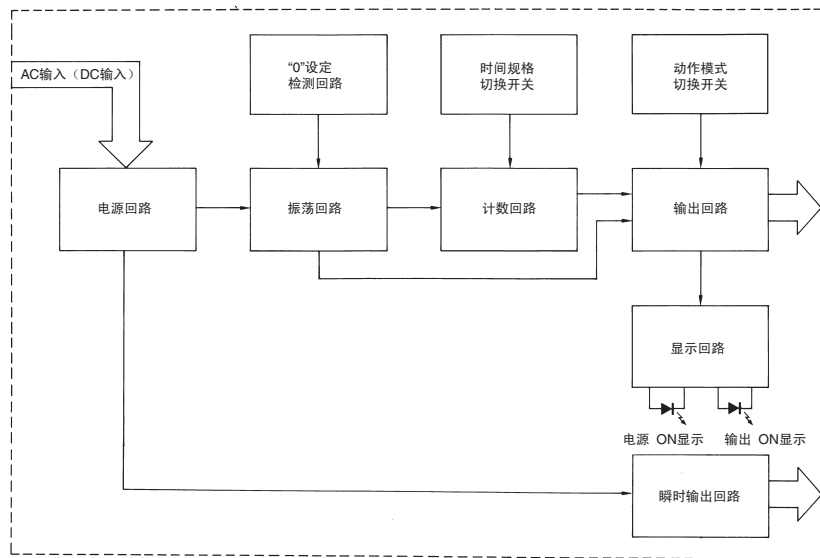 AC输入（DC输入）
“0”设定
检测回路
时间规格
切换开关
动作模式
切换开关
电源回路
振荡回路
计数回路
输出回路
显示回路
电源 ON显示
输出 ON显示
瞬时输出回路